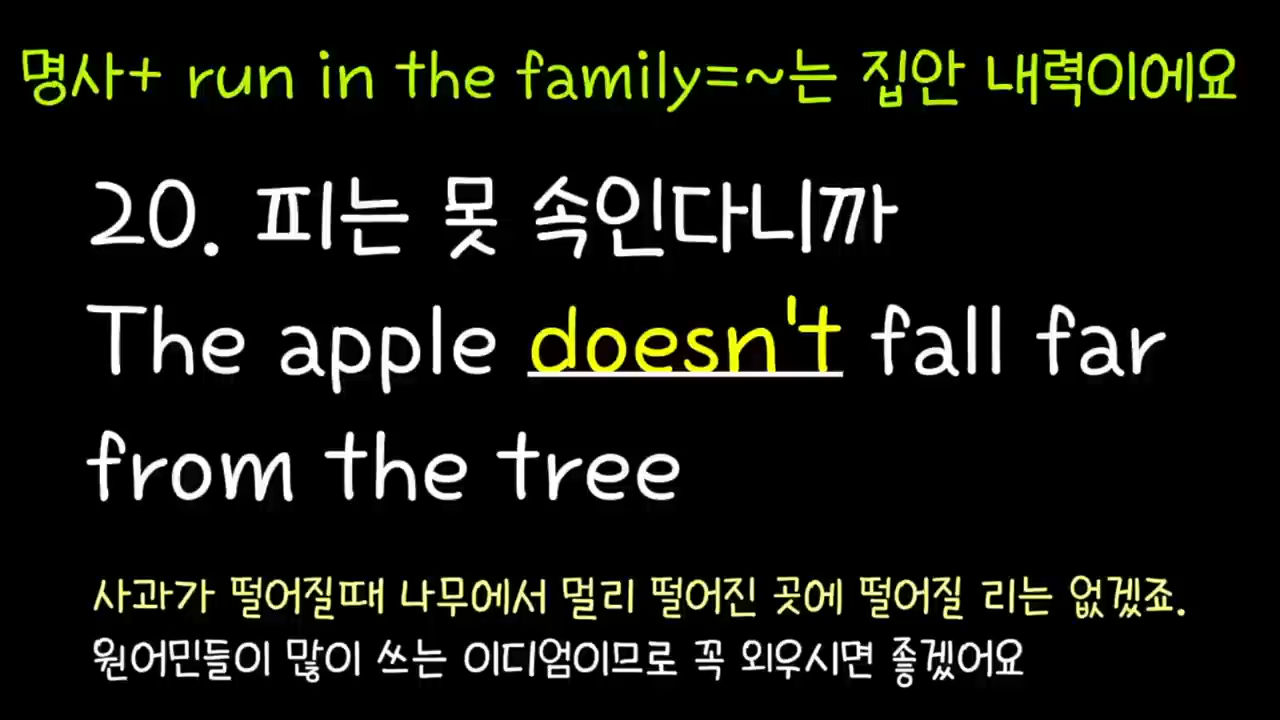 명사+ run in the family=~는 집안 내력이에요
20. 피는 못 속인다니까
The apple doesn't fall far
from the tree
사과가 떨어질때 나무에서 멀리 떨어진 곳에 떨어질 리는 없겠죠.
원어민들이 많이 쓰는 이디엄이므로 꼭 외우시면 좋겠어요